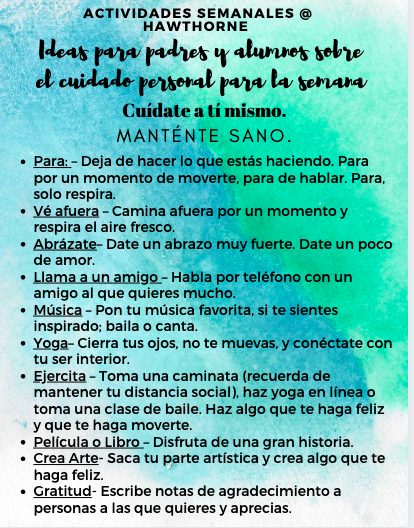 ACTIVIDADES SEMANALES @
HAWTHORNE
Ideas para padres y alumnos sobre
el cuidado personal para la semana
Cuídate a tí mismo.
MANTÉNTE SANO.
• Para: – Deja de hacer lo que estás haciendo. Para
por un momento de moverte, para de hablar. Para,
solo respira.
• Vé afuera – Camina afuera por un momento y
respira el aire fresco.
• Abrázate– Date un abrazo muy fuerte. Date un poco
de amor.
• Llama a un amigo – Habla por teléfono con un
amigo al que quieres mucho.
• Música – Pon tu música favorita, si te sientes
inspirado; baila o canta.
• Yoga– Cierra tus ojos, no te muevas, y conéctate con
tu ser interior.
• Ejercita – Toma una caminata (recuerda de
mantener tu distancia social), haz yoga en línea o
toma una clase de baile. Haz algo que te haga feliz
y que te haga moverte.
• Película o Libro – Disfruta de una gran historia.
• Crea Arte- Saca tu parte artística y crea algo que te
haga feliz.
• Gratitud- Escribe notas de agradecimiento a
personas a las que quieres y aprecias.